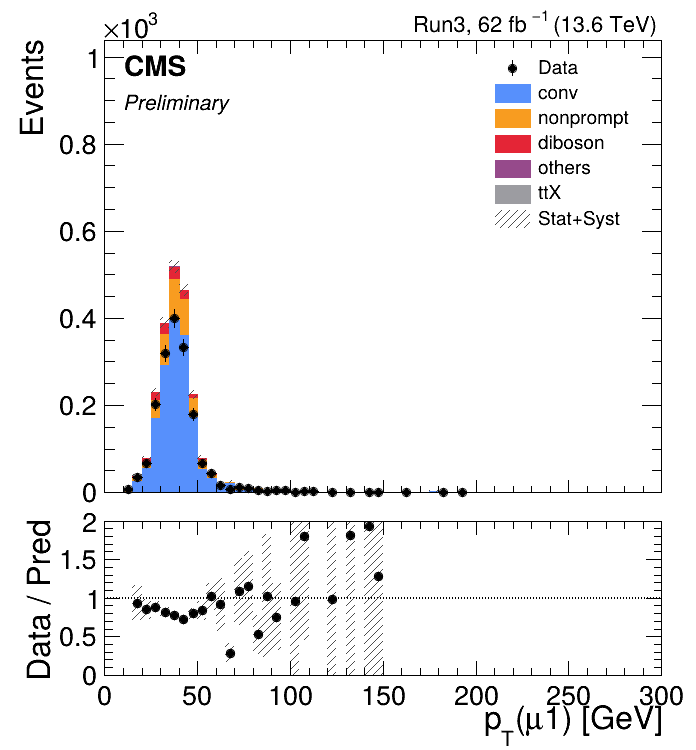 ×10³
Run3, 62 fb⁻¹ (13.6 TeV)
CMS
Preliminary
Events
1
0.8
0.6
0.4
0.2
0
Data
conv
nonprompt
diboson
others
ttX
Stat+Syst
Data / Pred
2
1.5
1
0.5
0
0 50 100 150 200 250 300
p_T(μ1) [GeV]